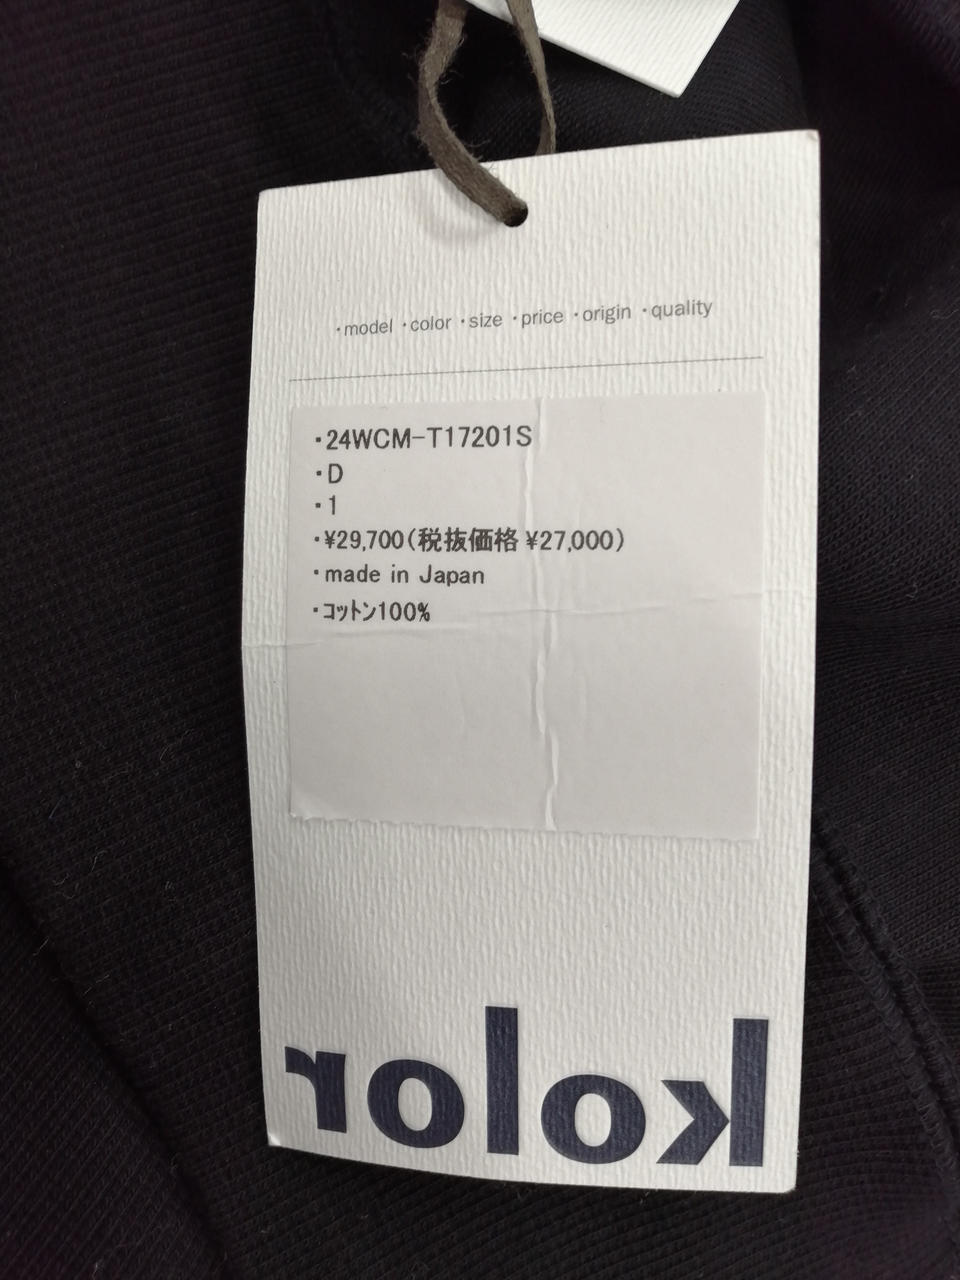 ·model ·color ·size ·price ·origin ·quality
·24WCM-T17201S
·D
·1
·¥29,700(税抜価格 ¥27,000)
·made in Japan
·コットン100%
kolor